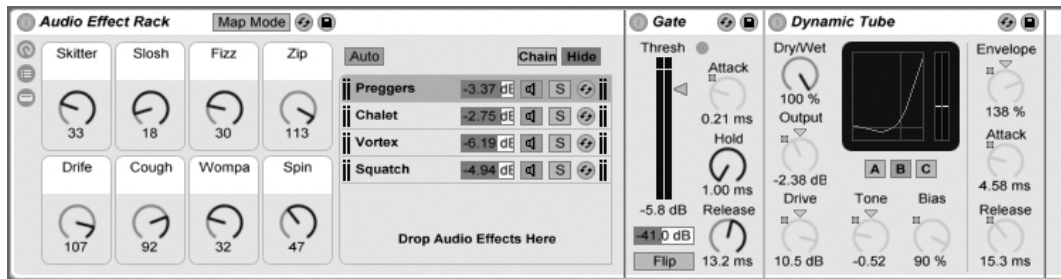 Audio Effect Rack Map Mode
Skitter Slosh Fizz Zip
33 18 30 113
Drife Cough Wompa Spin
107 92 32 47
Auto Chain Hide
Preggers -3.37 dB S
Chalet -2.75 dB S
Vortex -6.19 dB S
Squatch -4.94 dB S
Drop Audio Effects Here
Gate
Thresh
Attack
0.21 ms
Hold
1.00 ms
-5.8 dB
Release
-41.0 dB
Flip 13.2 ms
Dynamic Tube
Dry/Wet
100 %
Output
-2.38 dB
A B C
Drive Tone Bias
10.5 dB -0.52 90 %
Envelope
138 %
Attack
4.58 ms
Release
15.3 ms